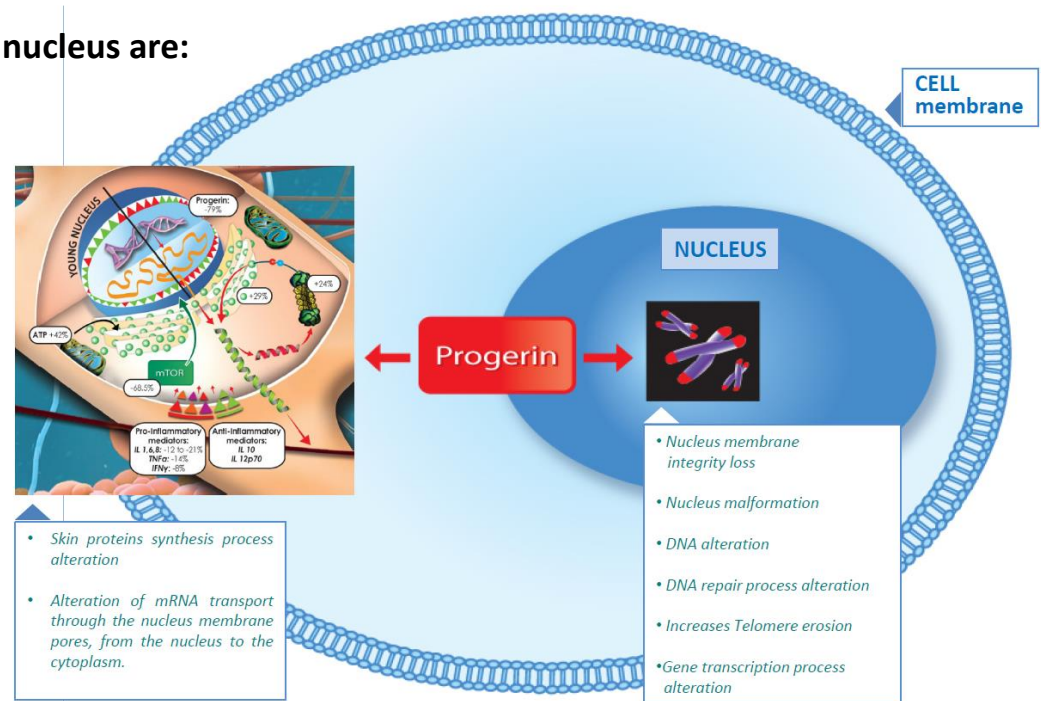 nucleus are:
CELL
membrane
YOUNG NUCLEUS
Progerin:
-79%
+24%
+29%
ATP +42%
mTOR
-68.5%
Pro-Inflammatory
mediators:
IL 1,6,8: -12 to -21%
TNFα: -14%
IFNγ: -8%
Anti-Inflammatory
mediators:
IL 10
IL 12p70
NUCLEUS
Progerin
• Skin proteins synthesis process
alteration
• Alteration of mRNA transport
through the nucleus membrane
pores, from the nucleus to the
cytoplasm.
• Nucleus membrane
integrity loss
• Nucleus malformation
• DNA alteration
• DNA repair process alteration
• Increases Telomere erosion
•Gene transcription process
alteration